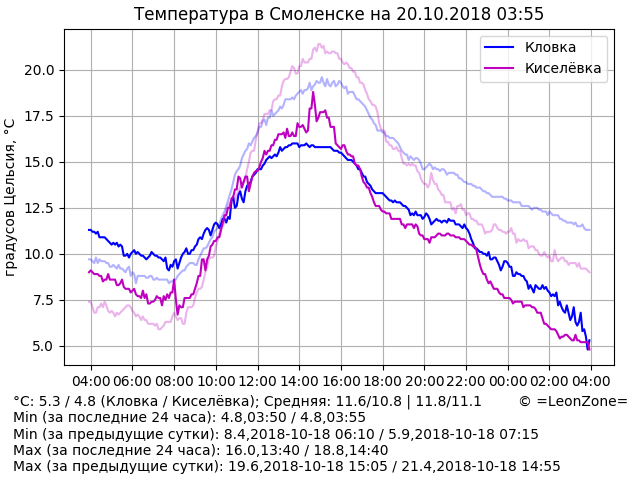 Температура в Смоленске на 20.10.2018 03:55
Кловка
Киселёвка
градусов Цельсия, °C
20.0
17.5
15.0
12.5
10.0
7.5
5.0
04:00 06:00 08:00 10:00 12:00 14:00 16:00 18:00 20:00 22:00 00:00 02:00 04:00
°C: 5.3 / 4.8 (Кловка / Киселёвка); Средняя: 11.6/10.8 | 11.8/11.1 © =LeonZone=
Min (за последние 24 часа): 4.8,03:50 / 4.8,03:55
Min (за предыдущие сутки): 8.4,2018-10-18 06:10 / 5.9,2018-10-18 07:15
Max (за последние 24 часа): 16.0,13:40 / 18.8,14:40
Max (за предыдущие сутки): 19.6,2018-10-18 15:05 / 21.4,2018-10-18 14:55